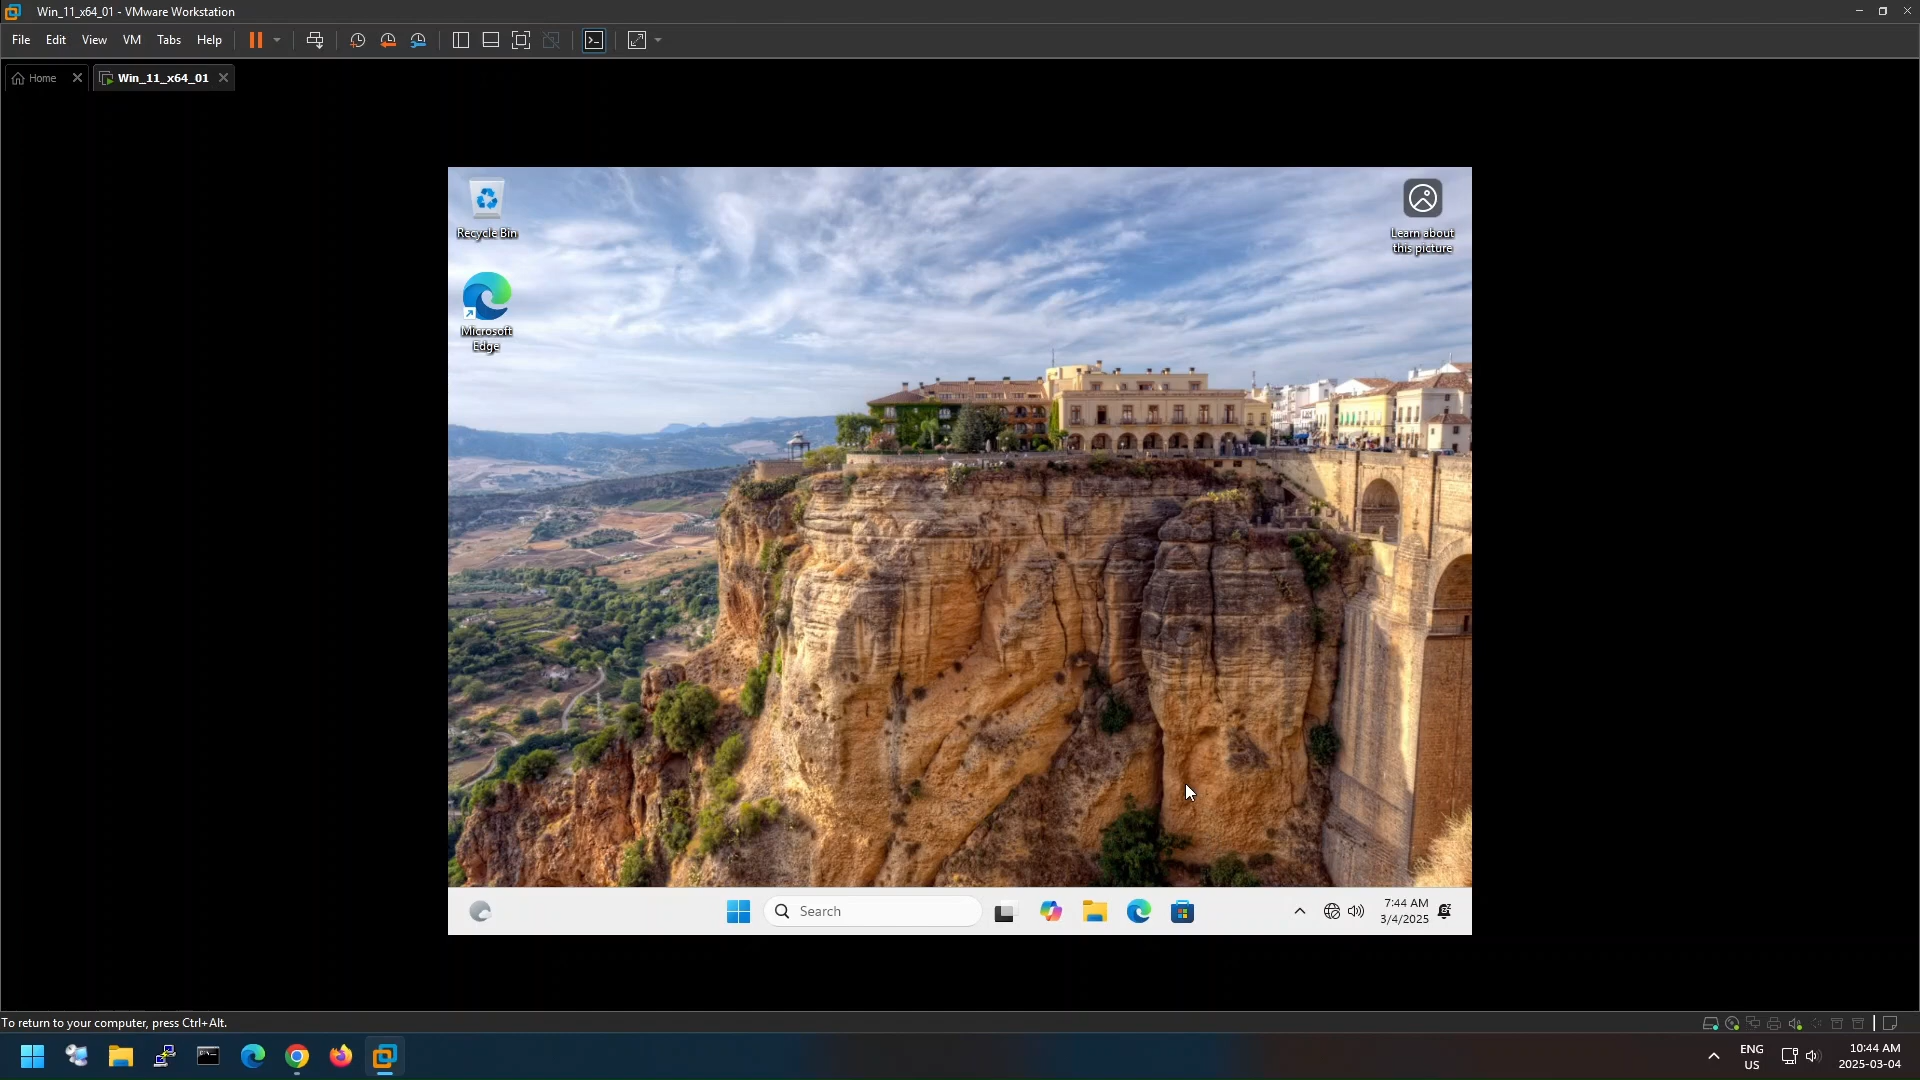 Win_11_x64_01 - VMware Workstation
File Edit View VM Tabs Help
Home
Win_11_x64_01
Recycle Bin
Learn about
this picture
Microsoft
Edge
Search
7:44 AM
3/4/2025
To return to your computer, press Ctrl+Alt.
ENG
US
10:44 AM
2025-03-04